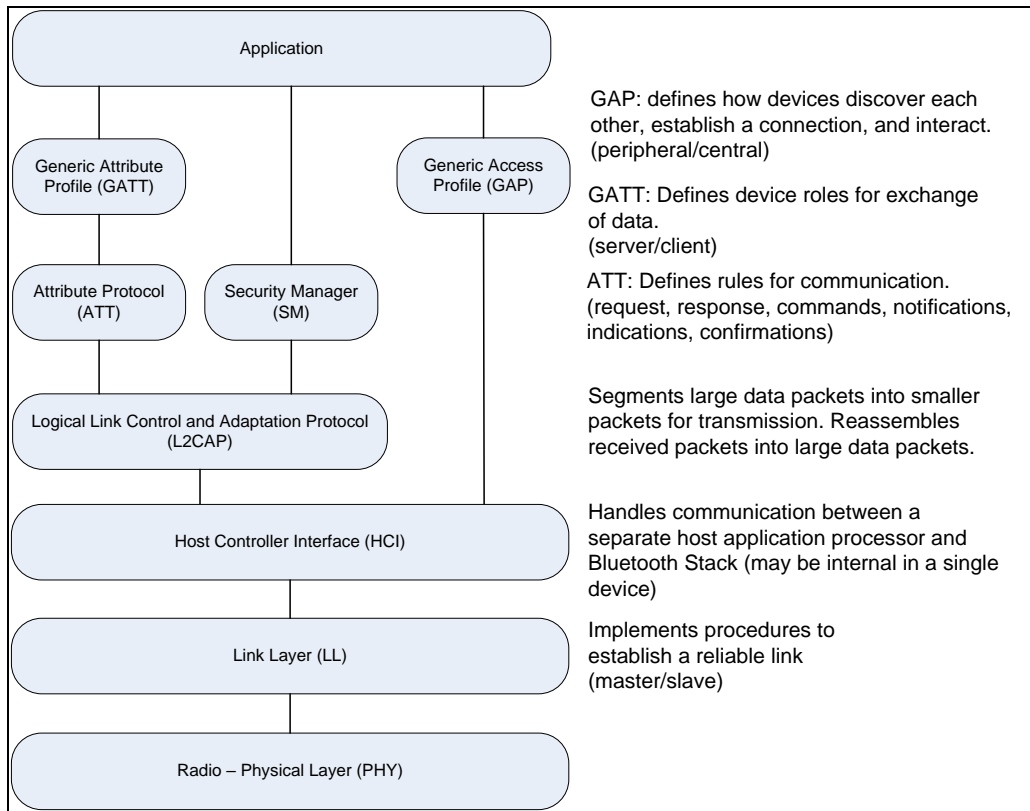 Application
Generic Attribute
Profile (GATT)
Generic Access
Profile (GAP)
GAP: defines how devices discover each
other, establish a connection, and interact.
(peripheral/central)
GATT: Defines device roles for exchange
of data.
(server/client)
Attribute Protocol
(ATT)
Security Manager
(SM)
ATT: Defines rules for communication.
(request, response, commands, notifications,
indications, confirmations)
Logical Link Control and Adaptation Protocol
(L2CAP)
Segments large data packets into smaller
packets for transmission. Reassembles
received packets into large data packets.
Host Controller Interface (HCI)
Handles communication between a
separate host application processor and
Bluetooth Stack (may be internal in a single
device)
Link Layer (LL)
Implements procedures to
establish a reliable link
(master/slave)
Radio – Physical Layer (PHY)